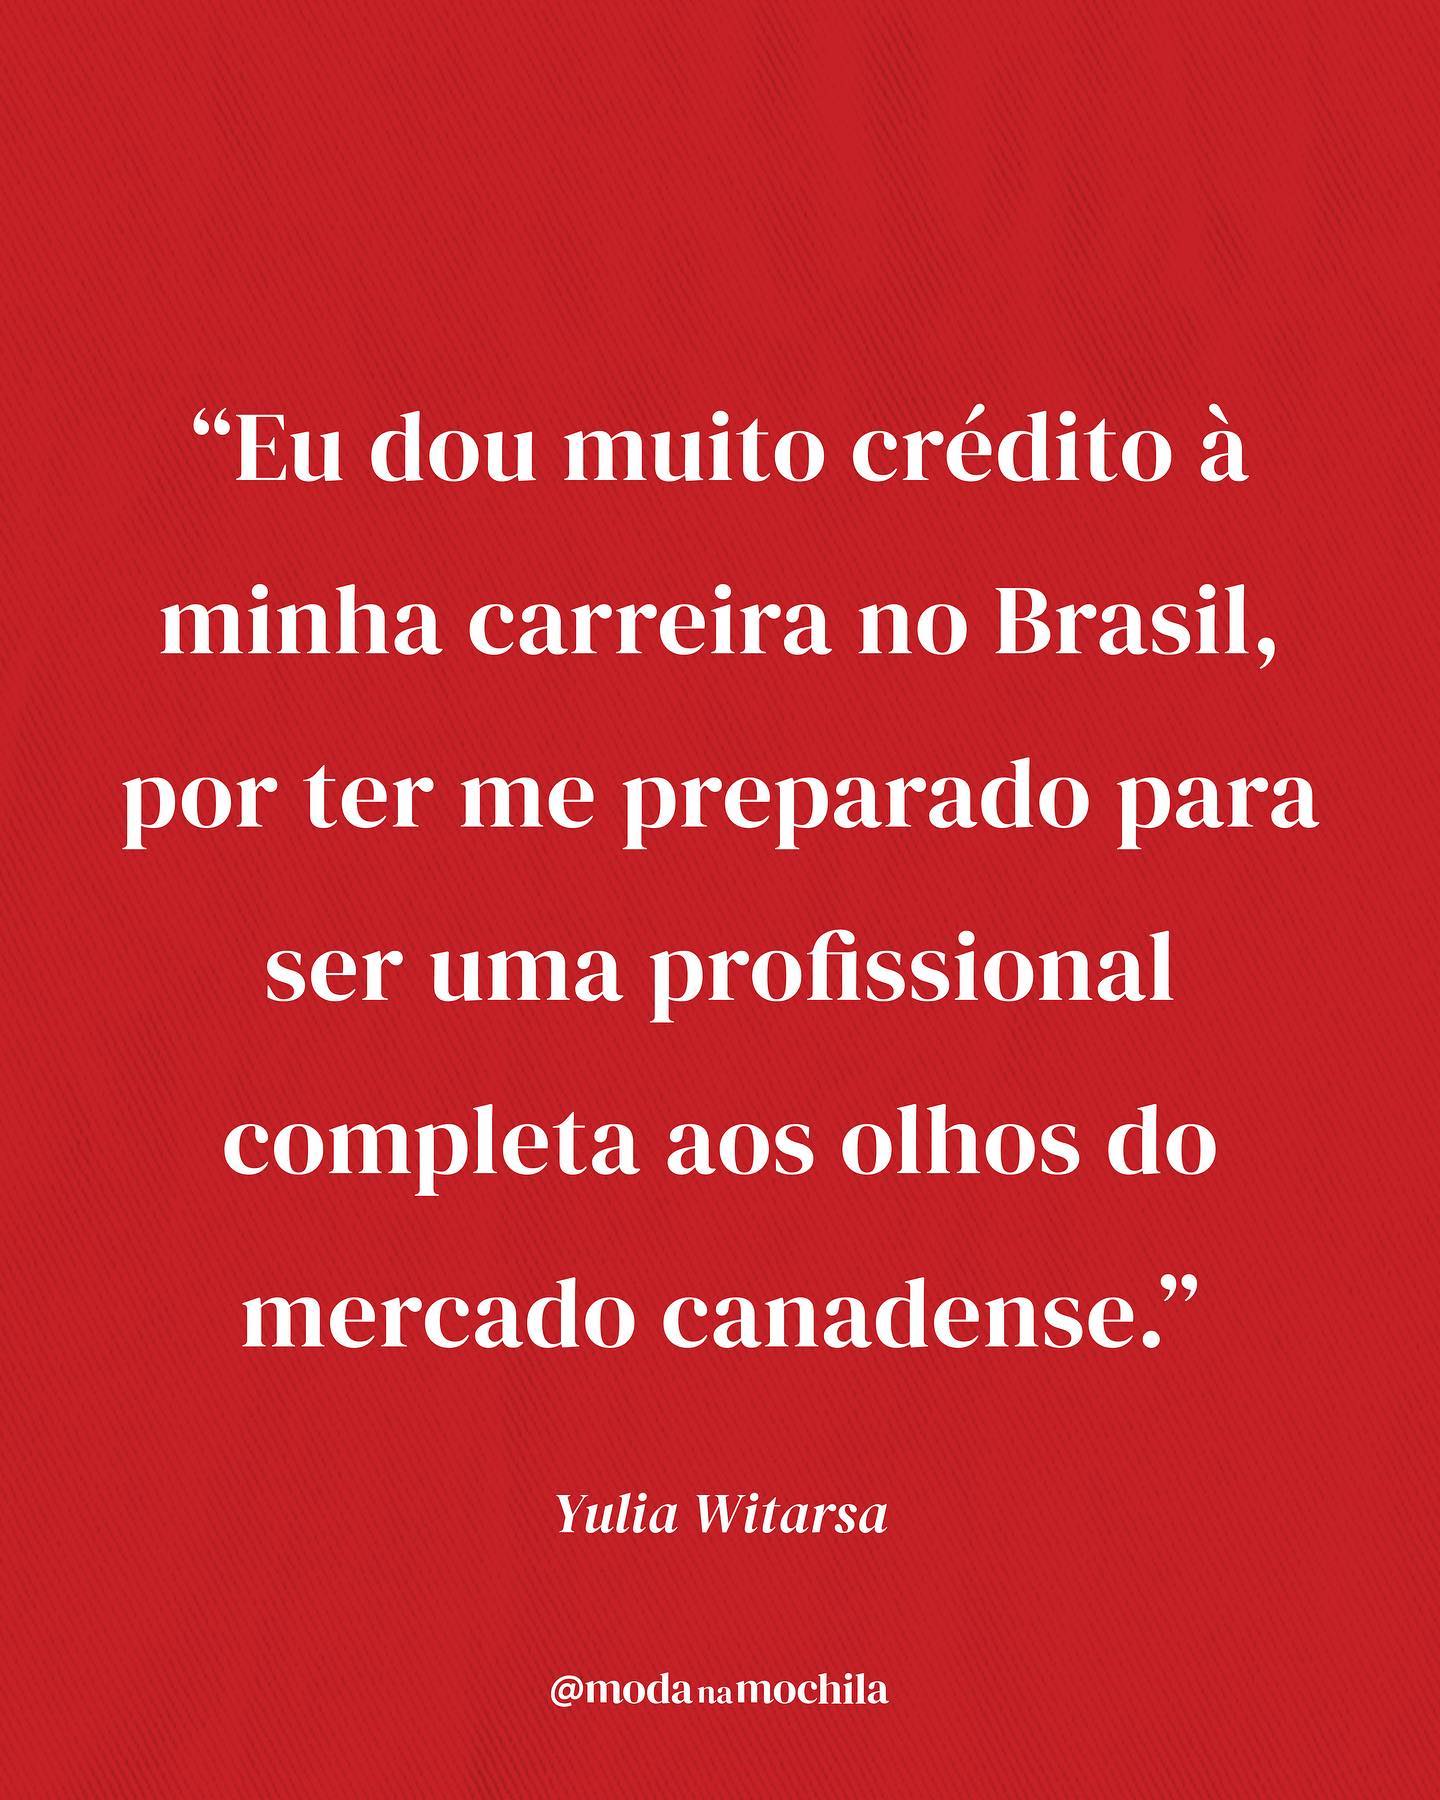 “Eu dou muito crédito à
minha carreira no Brasil,
por ter me preparado para
ser uma profissional
completa aos olhos do
mercado canadense.”
Yulia Witarsa
@modanamochila